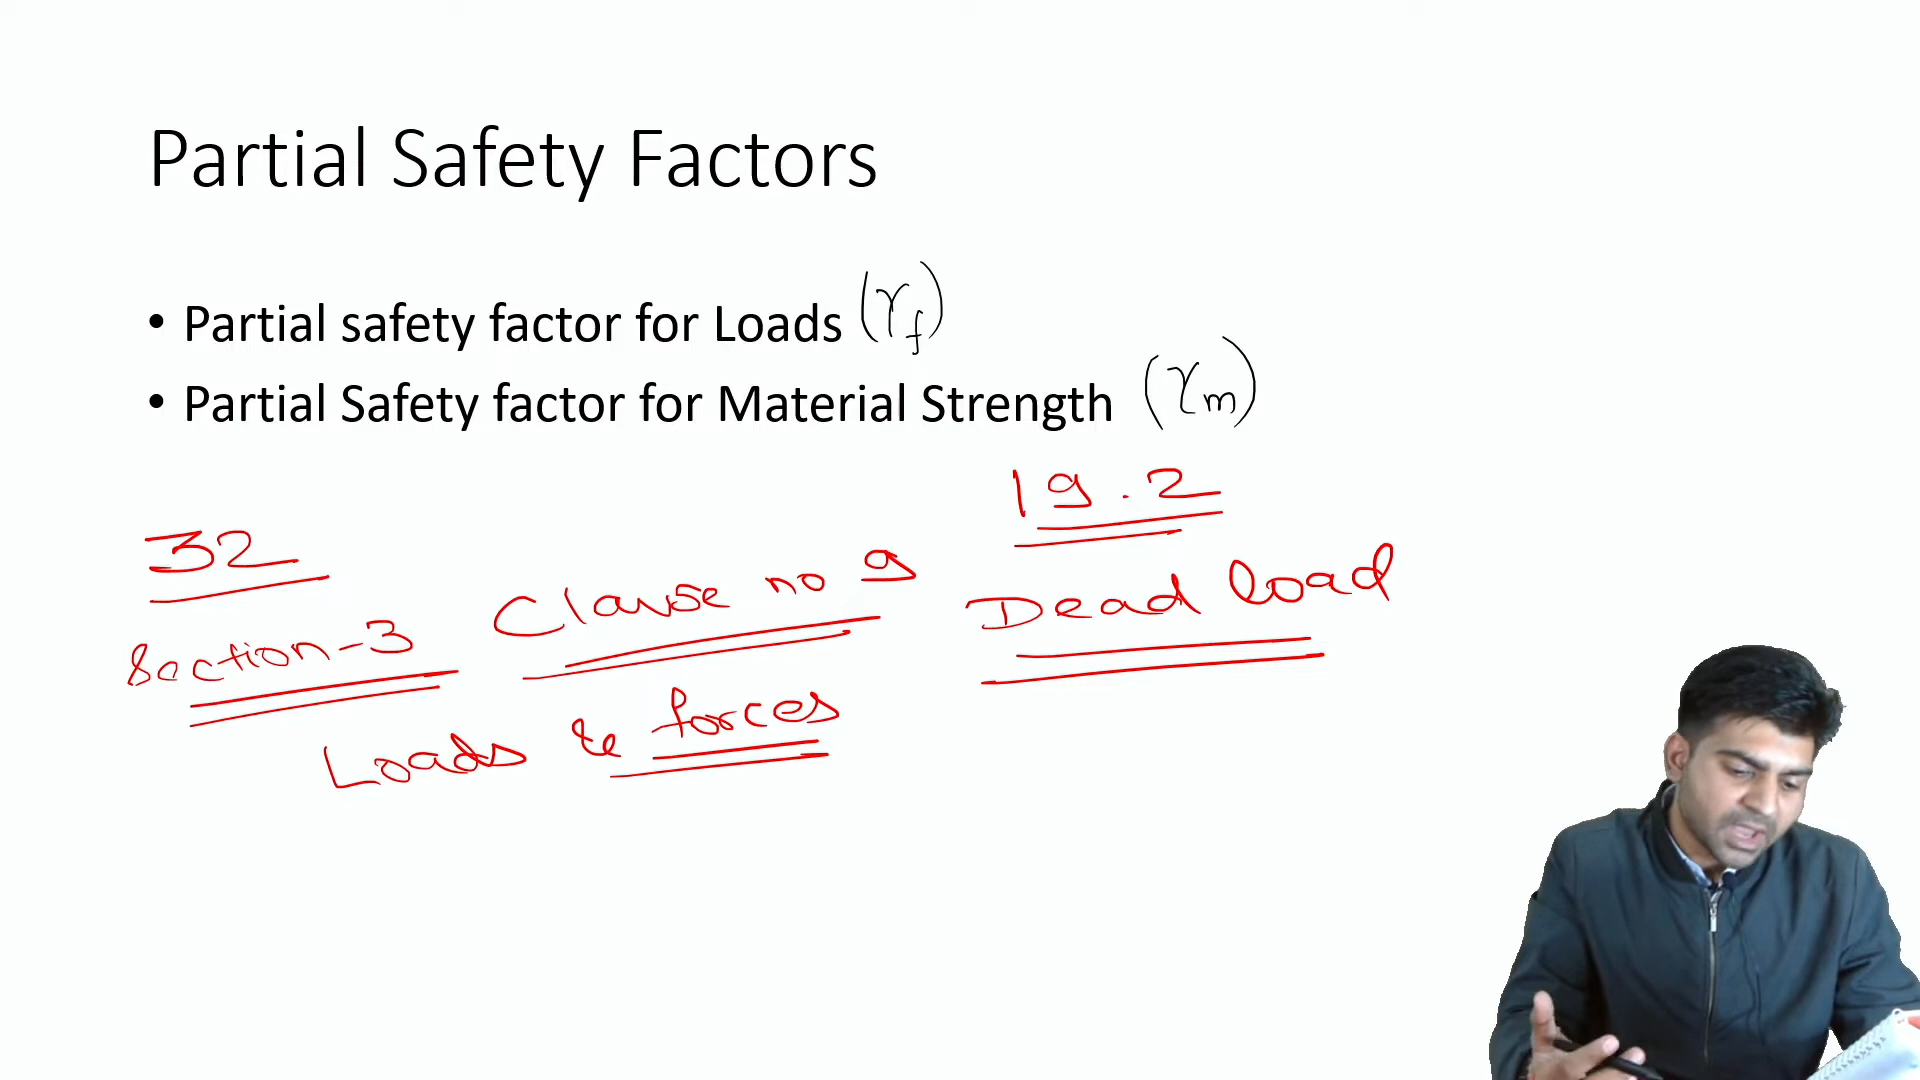 Partial Safety Factors
• Partial safety factor for Loads (γf)
• Partial Safety factor for Material Strength (γm)
19.2
32
Section-3 Clause no 9 Dead load
Loads & forces